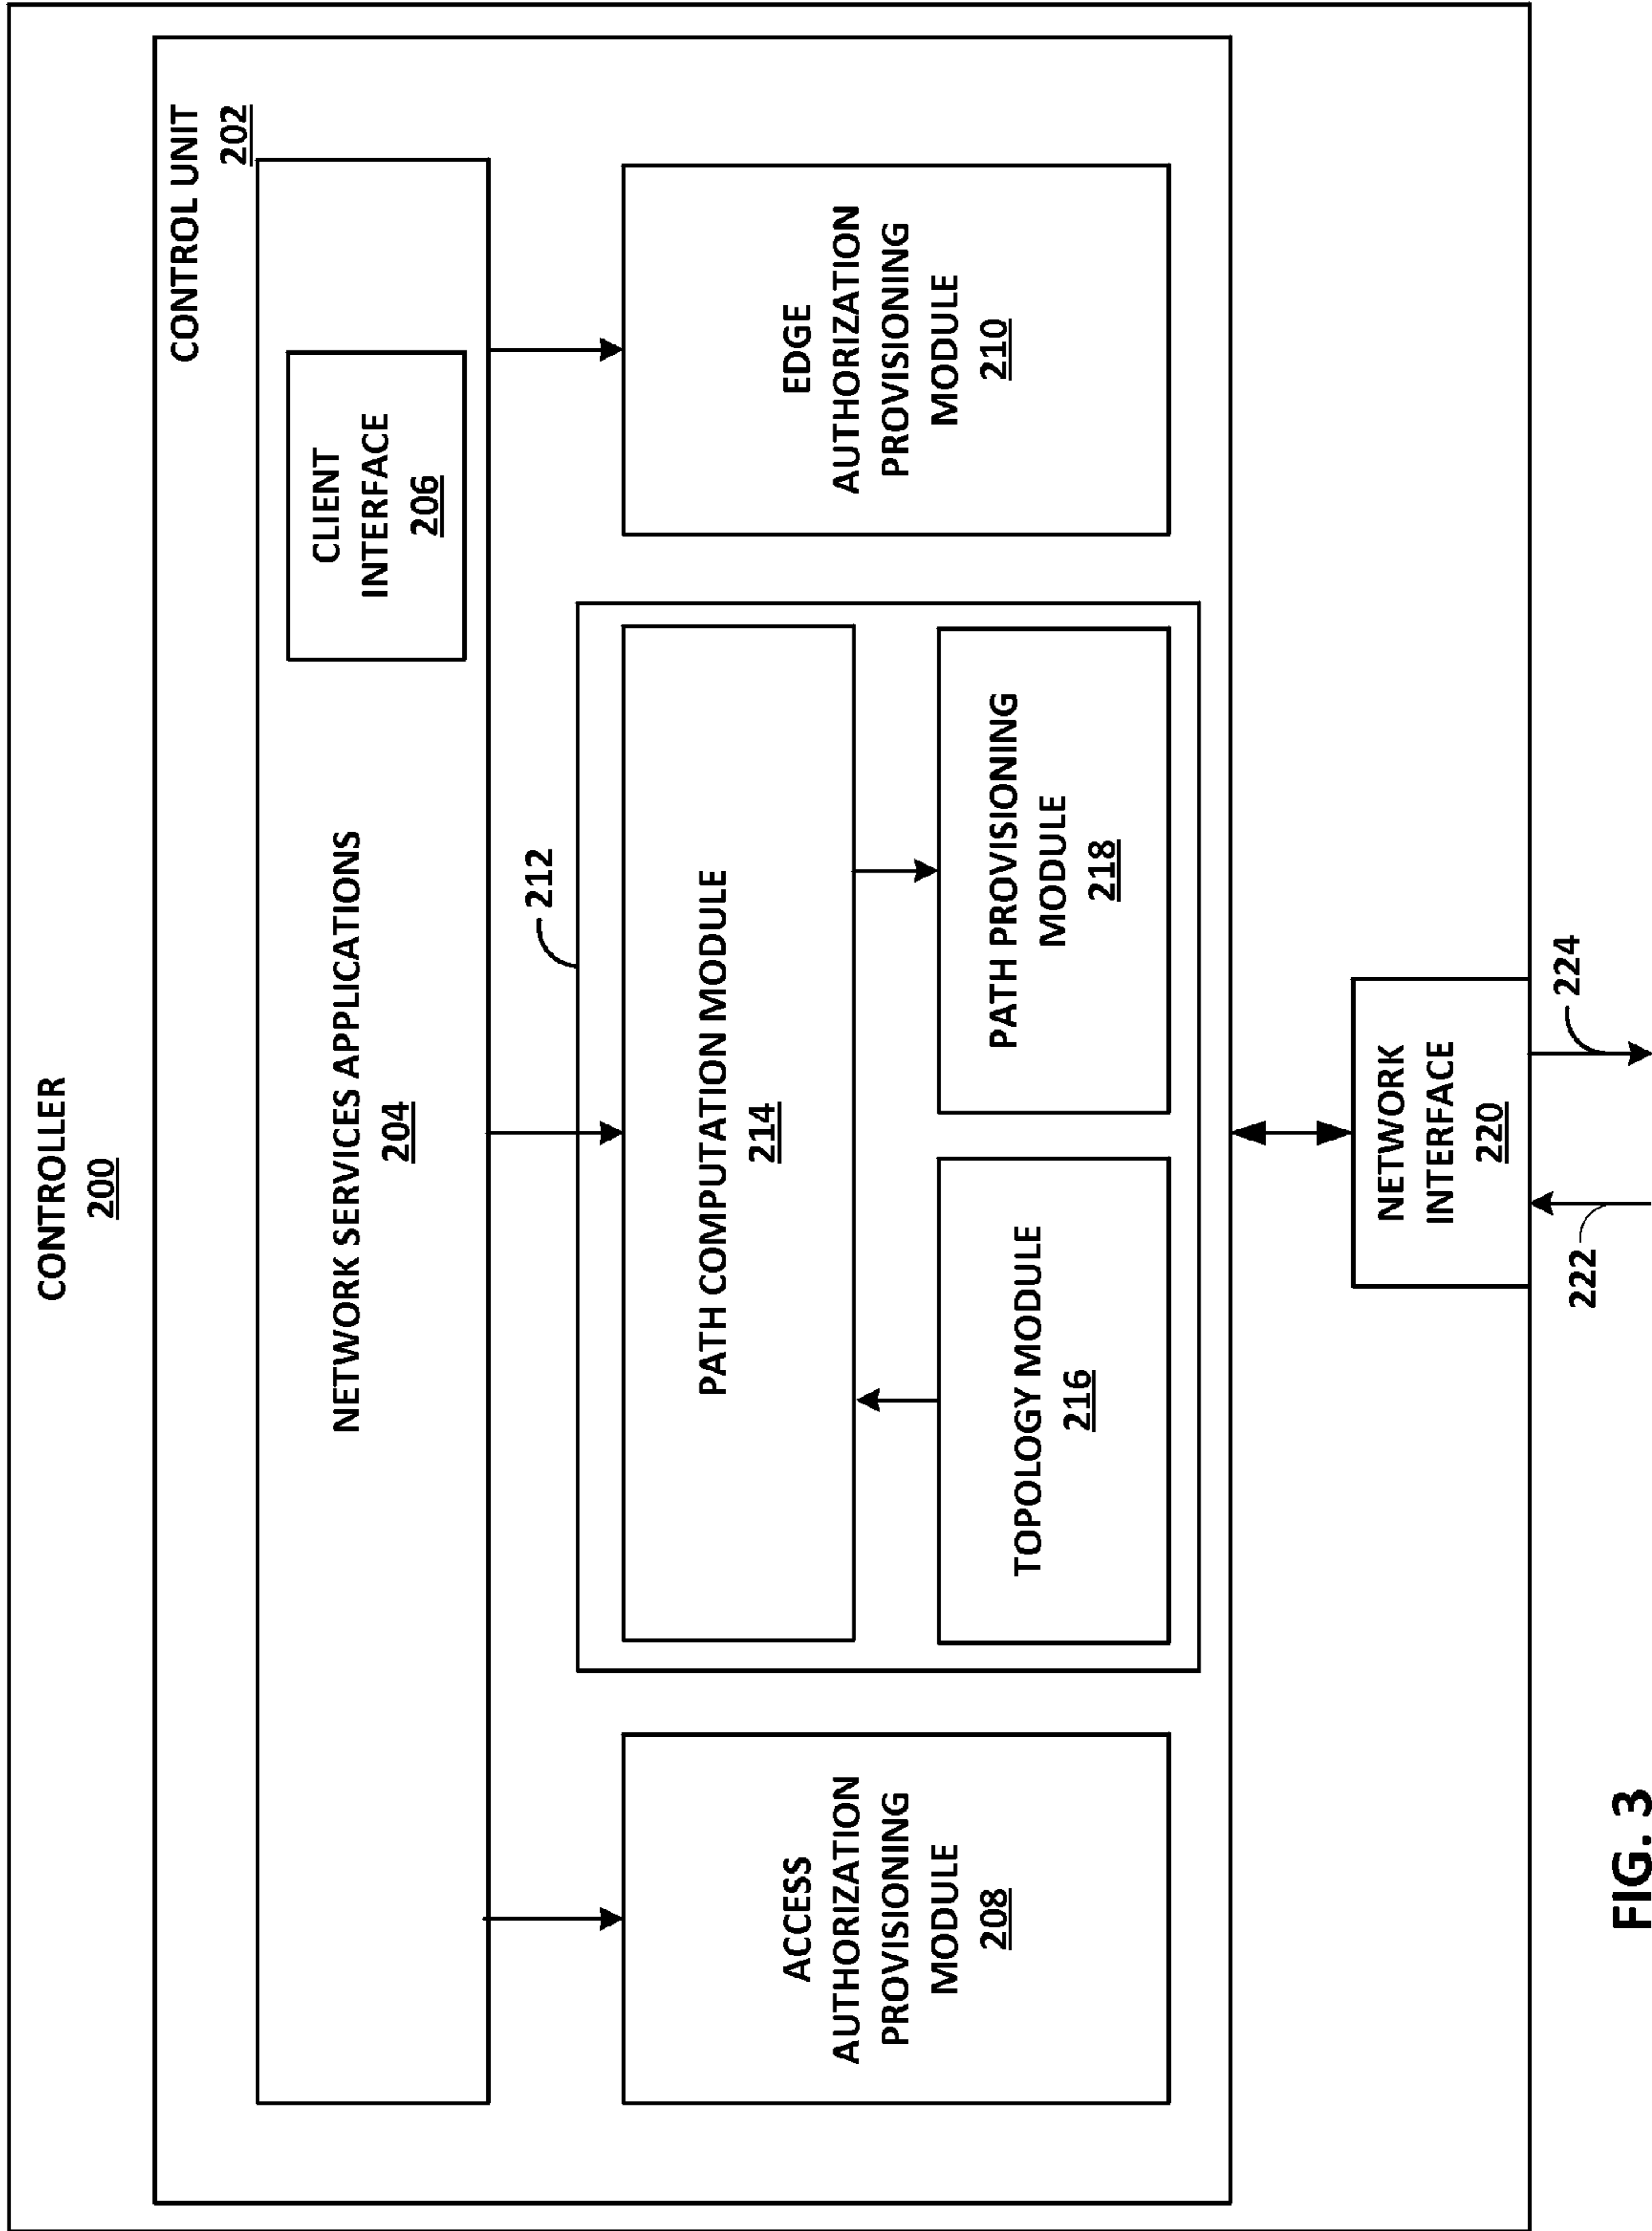 CONTROLLER
200
CONTROL UNIT
202
NETWORK SERVICES APPLICATIONS
204
CLIENT
INTERFACE
206
212
ACCESS
AUTHORIZATION
PROVISIONING
MODULE
208
PATH COMPUTATION MODULE
214
TOPOLOGY MODULE
216
PATH PROVISIONING
MODULE
218
EDGE
AUTHORIZATION
PROVISIONING
MODULE
210
NETWORK
INTERFACE
220
222
224
FIG. 3